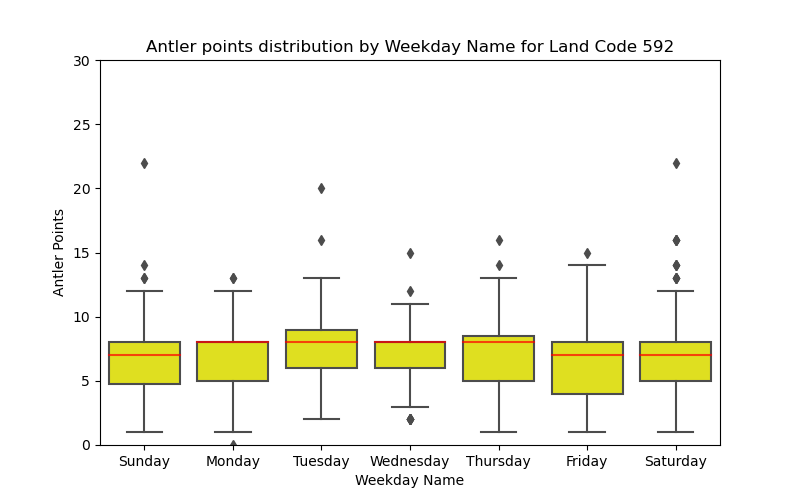 Antler points distribution by Weekday Name for Land Code 592
Antler Points
30
25
20
15
10
5
0
Sunday Monday Tuesday Wednesday Thursday Friday Saturday
Weekday Name